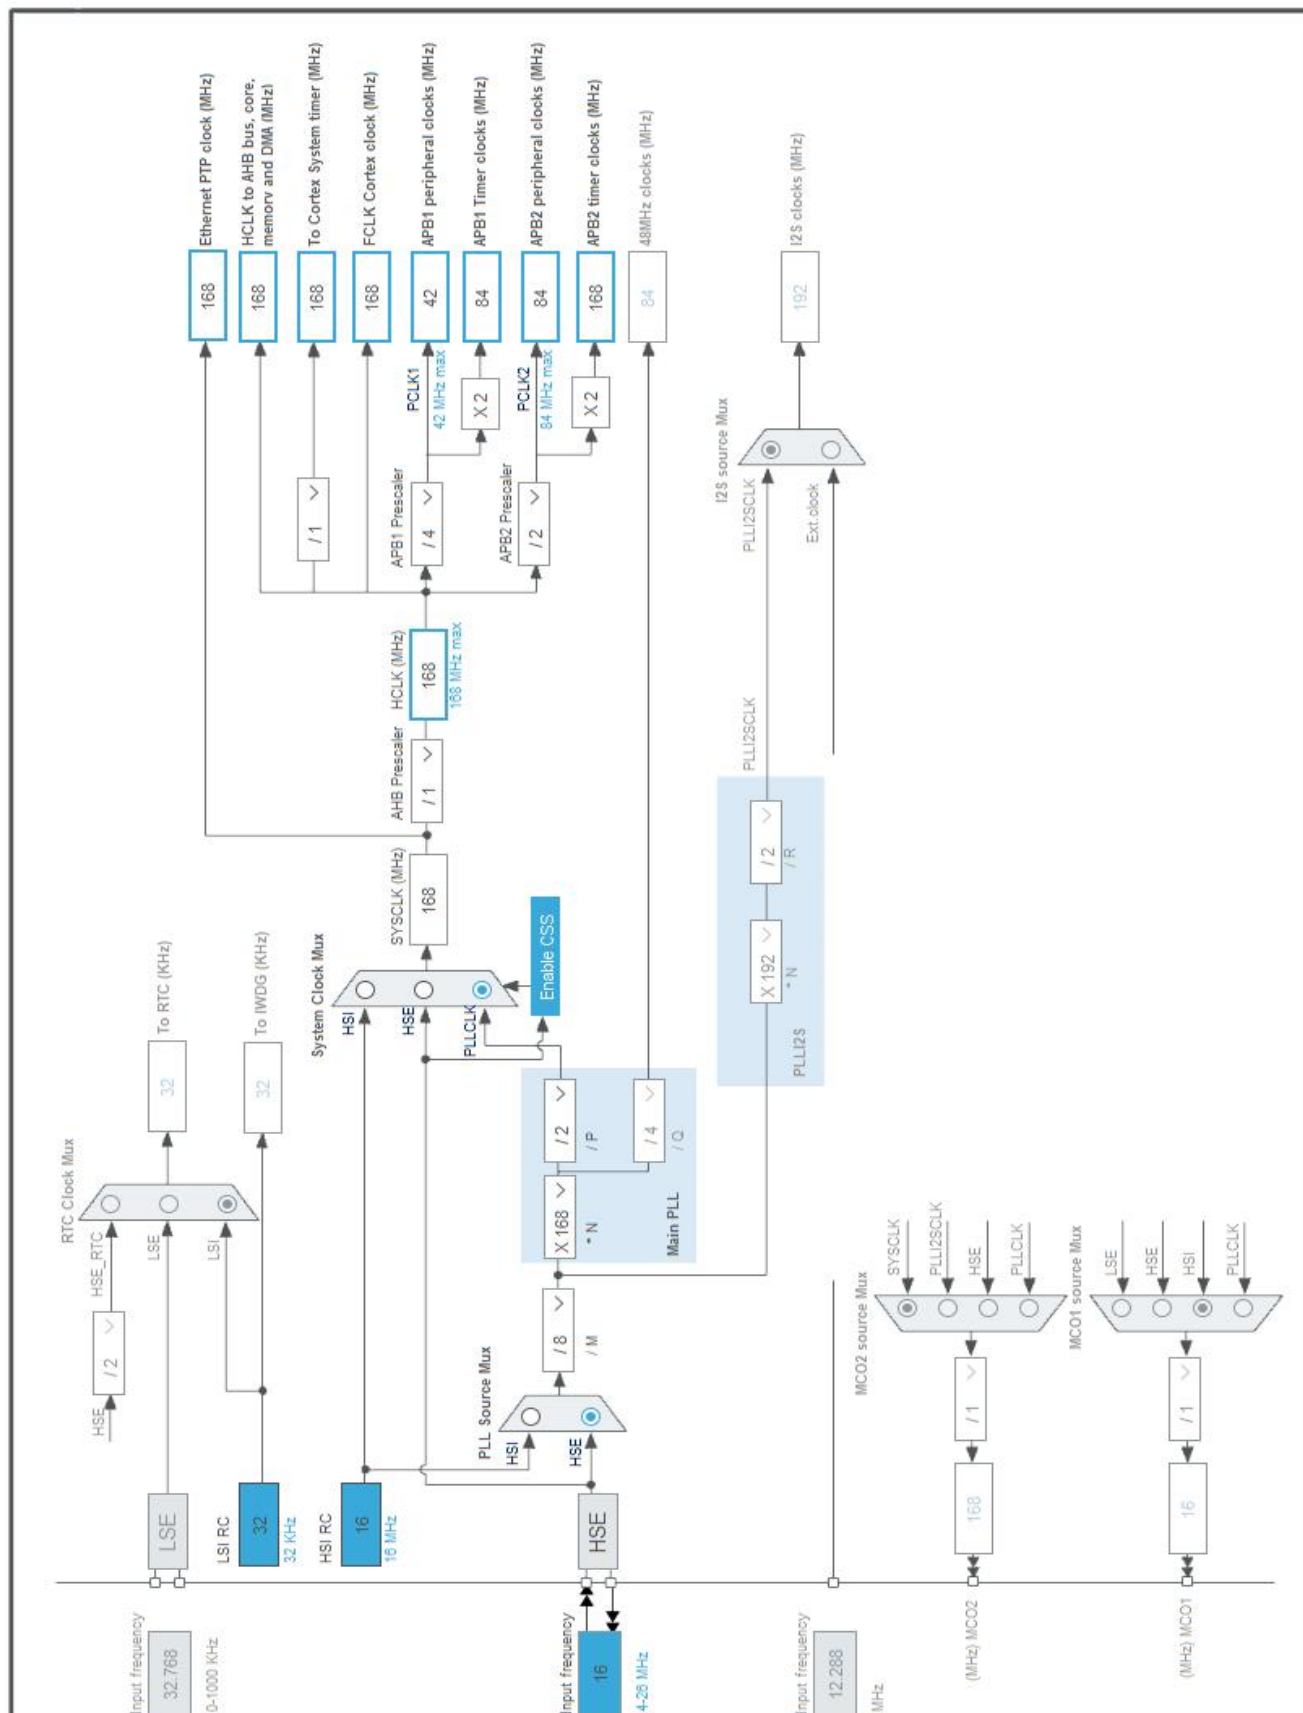 Input frequency
32.768
0-1000 KHz
LSE
LSI RC
32
32 KHz
HSI RC
16
16 MHz
HSE
/ 2
HSE_RTC
LSE
LSI
RTC Clock Mux
32
To RTC (KHz)
32
To IWDG (KHz)
Input frequency
16
4-26 MHz
HSE
PLL Source Mux
HSI
HSE
/ 8
/ M
X 168
* N
/ 2
/ P
/ 4
/ Q
Main PLL
System Clock Mux
HSI
HSE
PLLCLK
Enable CSS
SYSCLK (MHz)
168
AHB Prescaler
/ 1
HCLK (MHz)
168
168 MHz max
/ 1
APB1 Prescaler
/ 4
APB2 Prescaler
/ 2
PCLK1
42 MHz max
X 2
PCLK2
84 MHz max
X 2
168
Ethernet PTP clock (MHz)
168
HCLK to AHB bus, core,
memory and DMA (MHz)
168
To Cortex System timer (MHz)
168
FCLK Cortex clock (MHz)
42
APB1 peripheral clocks (MHz)
84
APB1 Timer clocks (MHz)
84
APB2 peripheral clocks (MHz)
168
APB2 timer clocks (MHz)
84
48MHz clocks (MHz)
X 192
* N
/ 2
/ R
PLLI2S
PLLI2SCLK
PLLI2SCLK
Ext.clock
I2S source Mux
192
I2S clocks (MHz)
Input frequency
12.288
MHz
(MHz) MCO2
168
/ 1
MCO2 source Mux
SYSCLK
PLLI2SCLK
HSE
PLLCLK
(MHz) MCO1
16
/ 1
MCO1 source Mux
LSE
HSE
HSI
PLLCLK